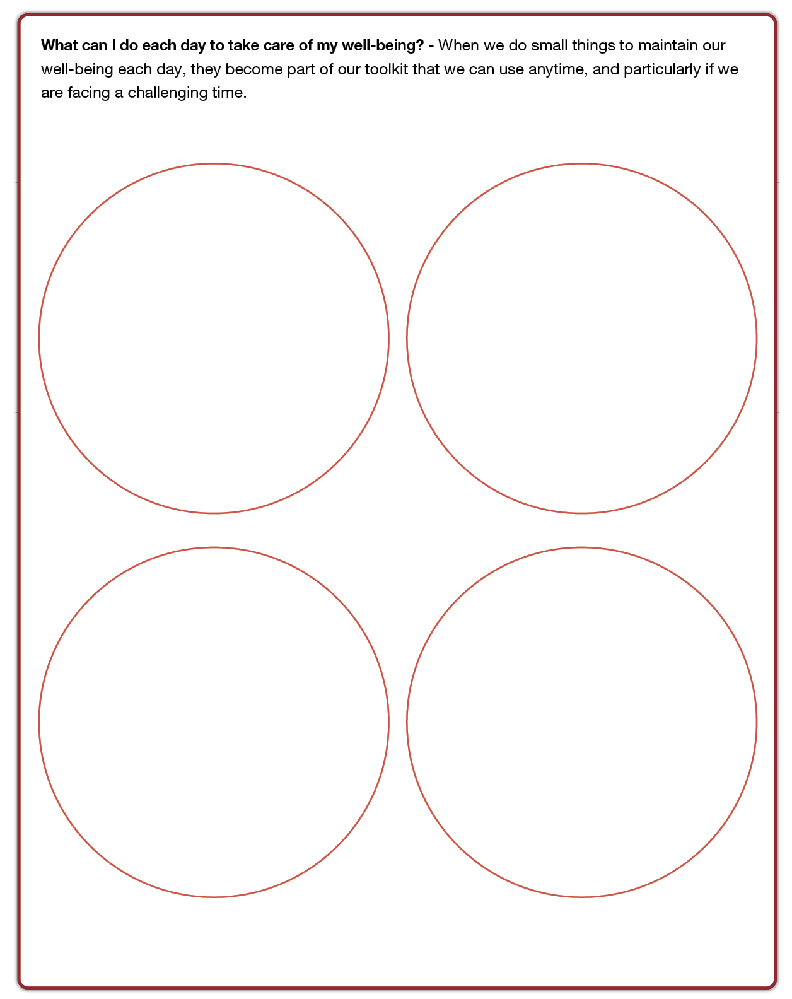 What can I do each day to take care of my well-being? - When we do small things to maintain our
well-being each day, they become part of our toolkit that we can use anytime, and particularly if we
are facing a challenging time.